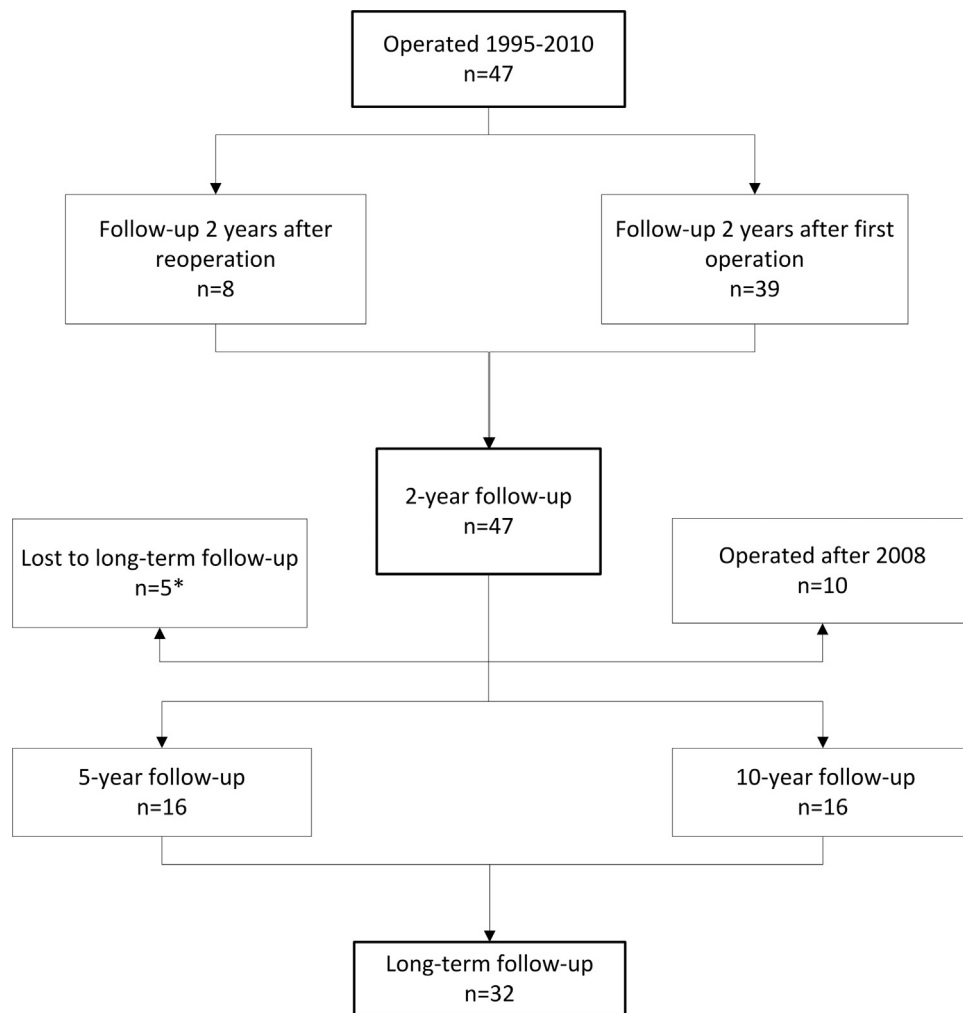 Operated 1995-2010
n=47
Follow-up 2 years after
reoperation
n=8
Follow-up 2 years after first
operation
n=39
2-year follow-up
n=47
Lost to long-term follow-up
n=5*
Operated after 2008
n=10
5-year follow-up
n=16
10-year follow-up
n=16
Long-term follow-up
n=32